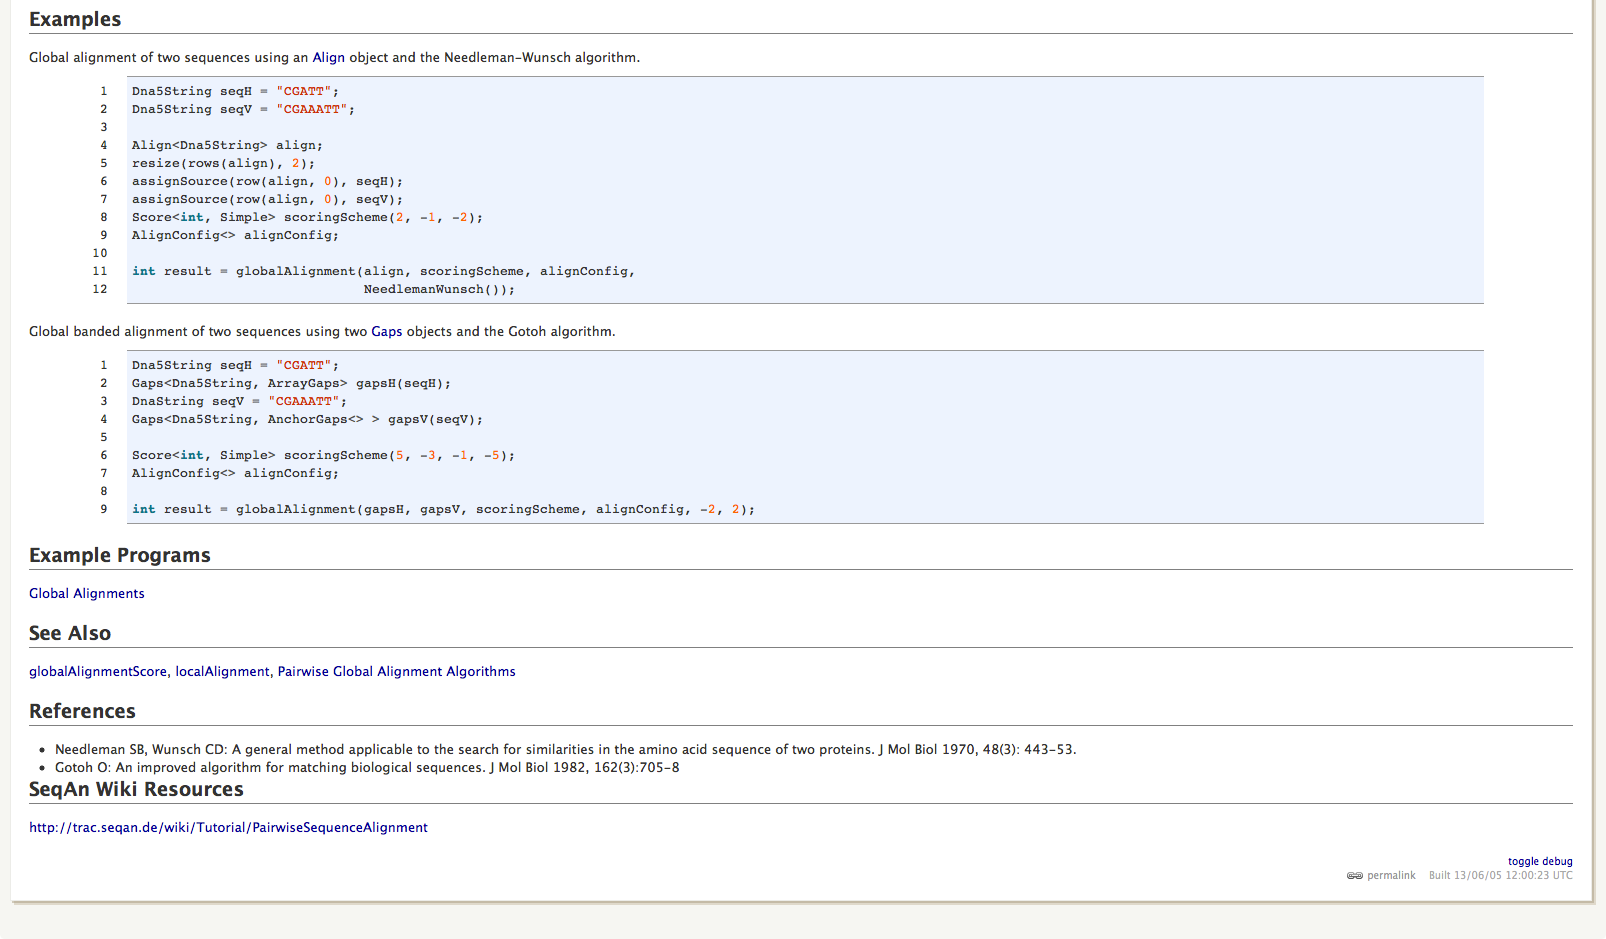 Examples
Global alignment of two sequences using an Align object and the Needleman-Wunsch algorithm.
1 Dna5String seqH = "CGATT";
2 Dna5String seqV = "CGAAATT";
3
4 Align<Dna5String> align;
5 resize(rows(align), 2);
6 assignSource(row(align, 0), seqH);
7 assignSource(row(align, 0), seqV);
8 Score<int, Simple> scoringScheme(2, -1, -2);
9 AlignConfig<> alignConfig;
10
11 int result = globalAlignment(align, scoringScheme, alignConfig,
12                              NeedlemanWunsch());
Global banded alignment of two sequences using two Gaps objects and the Gotoh algorithm.
1 Dna5String seqH = "CGATT";
2 Gaps<Dna5String, ArrayGaps> gapsH(seqH);
3 DnaString seqV = "CGAAATT";
4 Gaps<Dna5String, AnchorGaps<> > gapsV(seqV);
5
6 Score<int, Simple> scoringScheme(5, -3, -1, -5);
7 AlignConfig<> alignConfig;
8
9 int result = globalAlignment(gapsH, gapsV, scoringScheme, alignConfig, -2, 2);
Example Programs
Global Alignments
See Also
globalAlignmentScore, localAlignment, Pairwise Global Alignment Algorithms
References
• Needleman SB, Wunsch CD: A general method applicable to the search for similarities in the amino acid sequence of two proteins. J Mol Biol 1970, 48(3): 443-53.
• Gotoh O: An improved algorithm for matching biological sequences. J Mol Biol 1982, 162(3):705-8
SeqAn Wiki Resources
http://trac.seqan.de/wiki/Tutorial/PairwiseSequenceAlignment
toggle debug
permalink Built 13/06/05 12:00:23 UTC